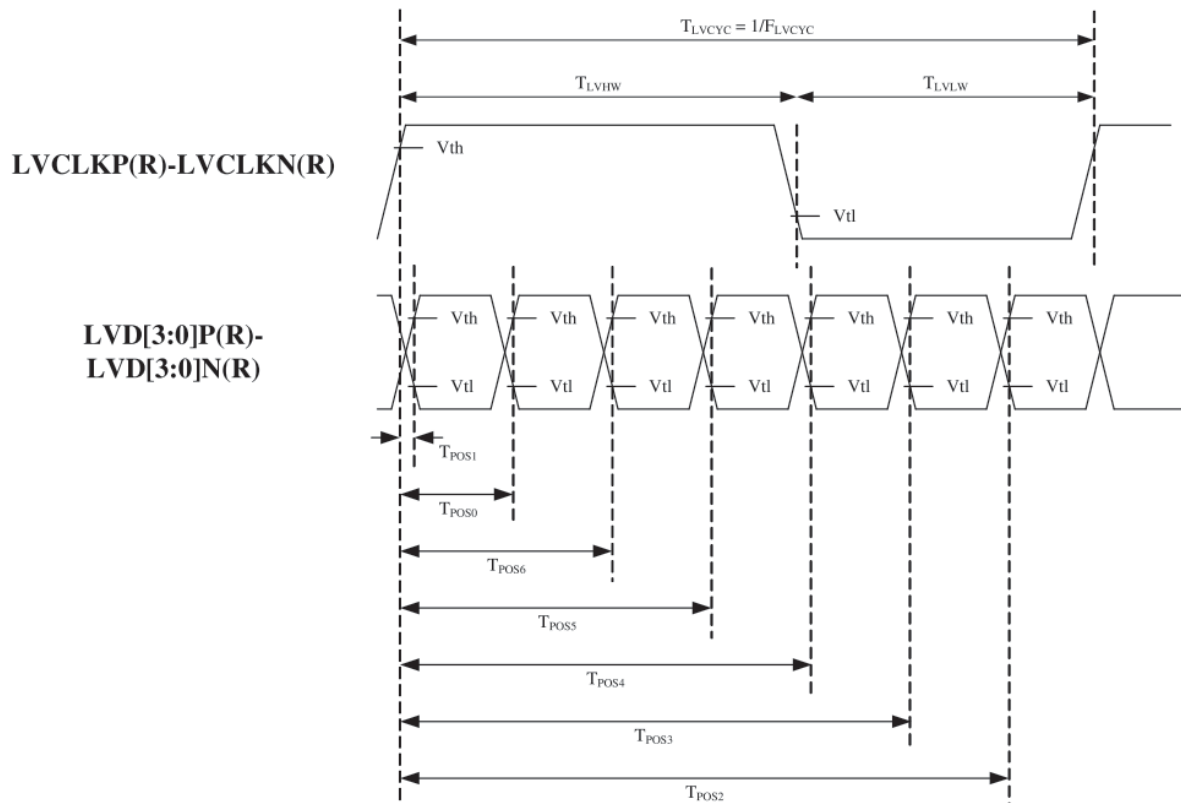 TLVCYC = 1/FLVCYC
TLVHW
TLVLW
LVCLKP(R)-LVCLKN(R)
Vth
Vtl
LVD[3:0]P(R)-
LVD[3:0]N(R)
Vth Vth Vth Vth Vth Vth Vth
Vtl Vtl Vtl Vtl Vtl Vtl Vtl
TPOS1
TPOS0
TPOS6
TPOS5
TPOS4
TPOS3
TPOS2